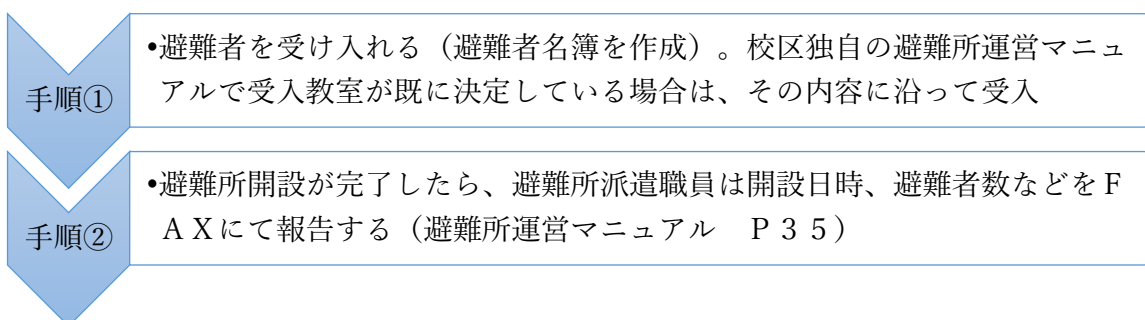 手順①
•避難者を受け入れる（避難者名簿を作成）。校区独自の避難所運営マニュ
アルで受入教室が既に決定している場合は、その内容に沿って受入
手順②
•避難所開設が完了したら、避難所派遣職員は開設日時、避難者数などをＦ
ＡＸにて報告する（避難所運営マニュアル　Ｐ３５）